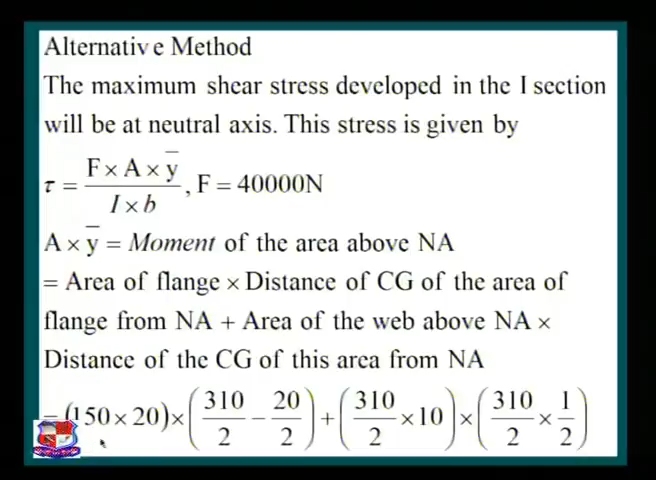 Alternative Method
The maximum shear stress developed in the I section
will be at neutral axis. This stress is given by
τ = (F × A × y̅) / (I × b) , F = 40000N
A × y̅ = Moment of the area above NA
= Area of flange × Distance of CG of the area of
flange from NA + Area of the web above NA ×
Distance of the CG of this area from NA
= (150 × 20) × (310/2 − 20/2) + (310/2 × 10) × (310/2 × 1/2)